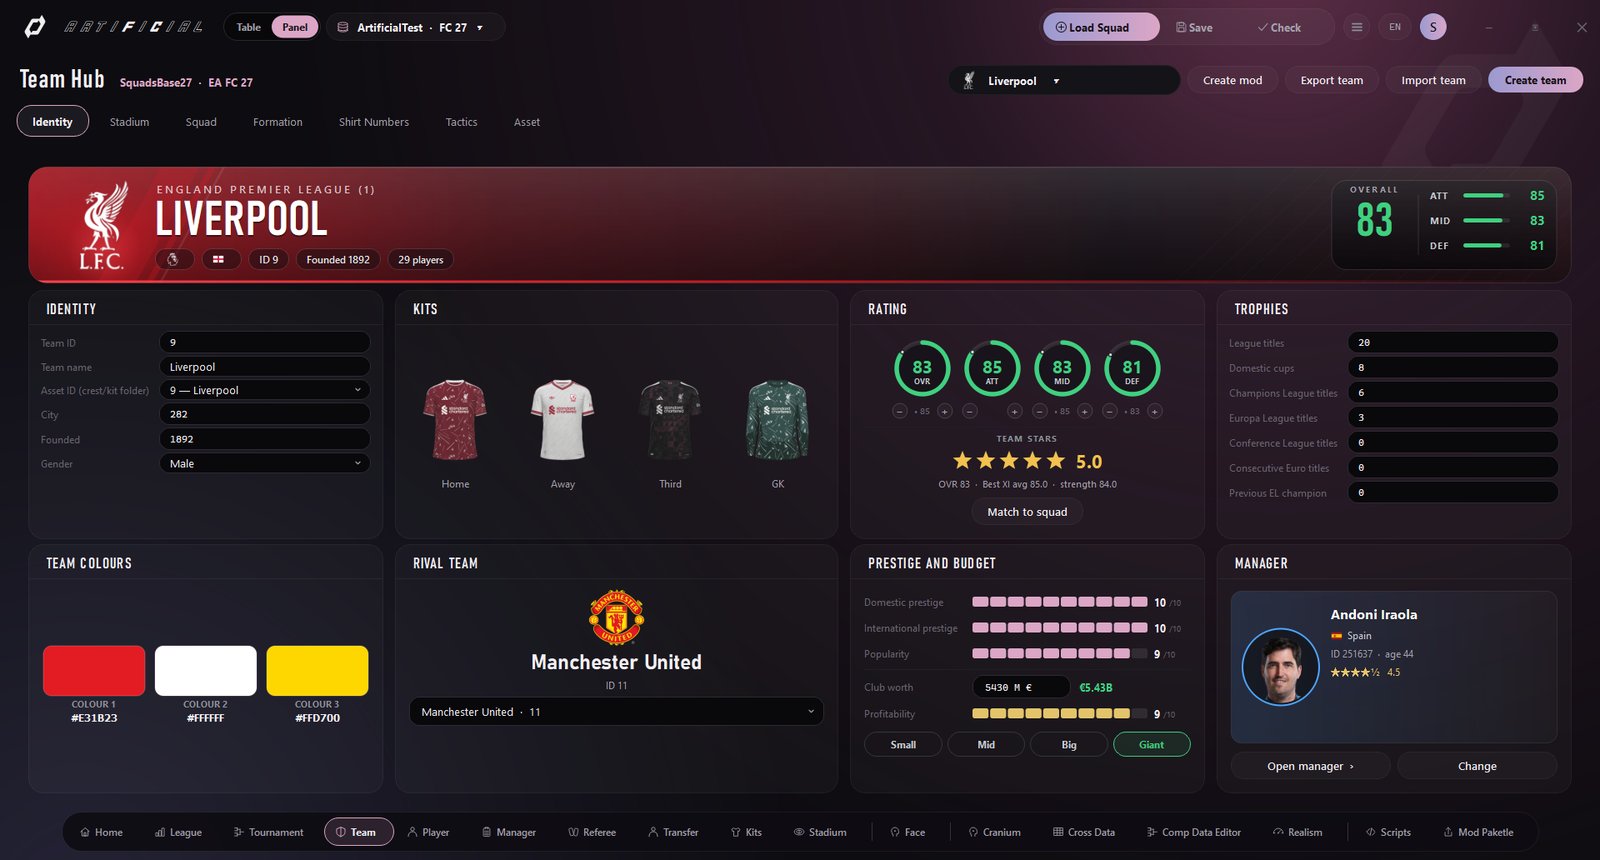 ARTIFICIAL
Table
Panel
ArtificialTest · FC 27
Load Squad
Save
Check
EN
S
Team Hub
SquadsBase27 · EA FC 27
Liverpool
Create mod
Export team
Import team
Create team
Identity
Stadium
Squad
Formation
Shirt Numbers
Tactics
Asset
L.F.C.
ENGLAND PREMIER LEAGUE (1)
LIVERPOOL
ID 9
Founded 1892
29 players
OVERALL
83
ATT 85
MID 83
DEF 81
IDENTITY
Team ID 9
Team name Liverpool
Asset ID (crest/kit folder) 9 — Liverpool
City 282
Founded 1892
Gender Male
KITS
Home
Away
Third
GK
RATING
83 OVR
85 ATT
83 MID
81 DEF
− • 85 +
− +
− • 85 +
− • 83 +
TEAM STARS
5.0
OVR 83 · Best XI avg 85.0 · strength 84.0
Match to squad
TROPHIES
League titles 20
Domestic cups 8
Champions League titles 6
Europa League titles 3
Conference League titles 0
Consecutive Euro titles 0
Previous EL champion 0
TEAM COLOURS
COLOUR 1
#E31B23
COLOUR 2
#FFFFFF
COLOUR 3
#FFD700
RIVAL TEAM
MANCHESTER
UNITED
Manchester United
ID 11
Manchester United · 11
PRESTIGE AND BUDGET
Domestic prestige 10 /10
International prestige 10 /10
Popularity 9 /10
Club worth 5430 M € €5.43B
Profitability 9 /10
Small
Mid
Big
Giant
MANAGER
Andoni Iraola
Spain
ID 251637 · age 44
★★★★½ 4.5
Open manager ›
Change
Home
League
Tournament
Team
Player
Manager
Referee
Transfer
Kits
Stadium
Face
Cranium
Cross Data
Comp Data Editor
Realism
Scripts
Mod Paketle